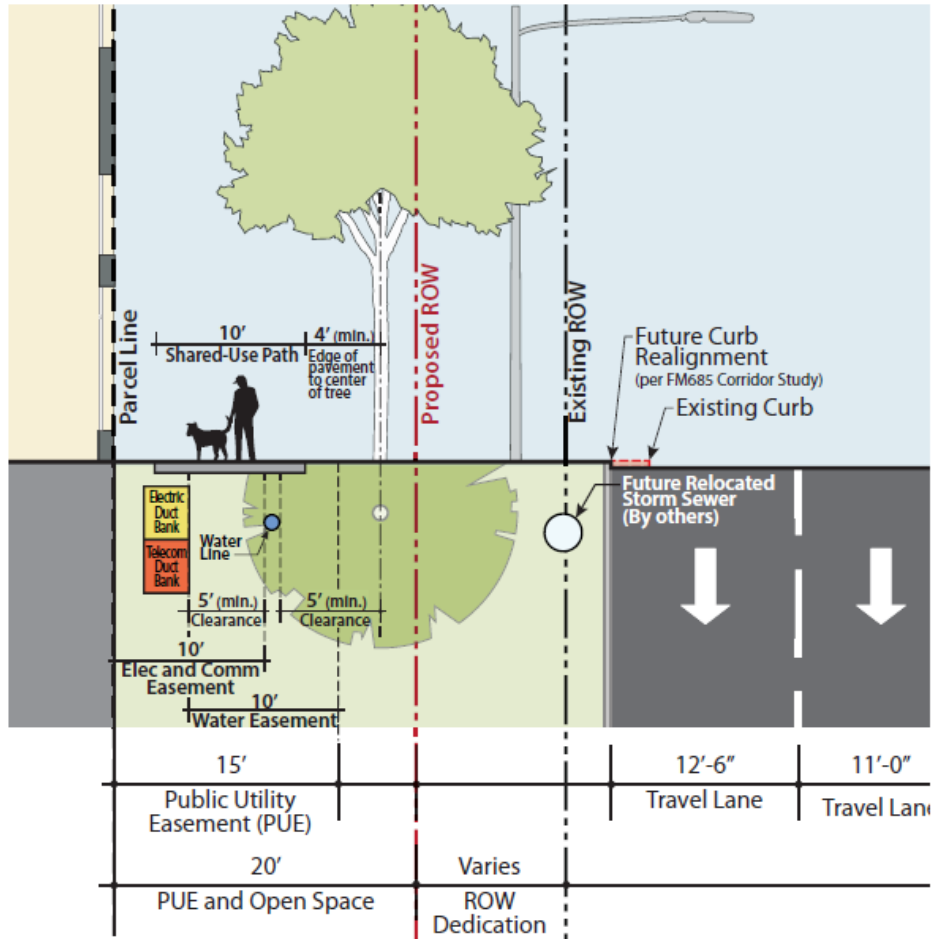 Parcel Line
Proposed ROW
Existing ROW
10'
Shared-Use Path
4' (min.)
Edge of
pavement
to center
of tree
Future Curb
Realignment
(per FM685 Corridor Study)
Existing Curb
Future Relocated
Storm Sewer
(By others)
Electric
Duct
Bank
Telecom
Duct
Bank
Water
Line
5' (min.)
Clearance
5' (min.)
Clearance
10'
Elec and Comm
Easement
10'
Water Easement
15'
Public Utility
Easement (PUE)
12'-6”
Travel Lane
11'-0”
Travel Lane
20'
PUE and Open Space
Varies
ROW
Dedication